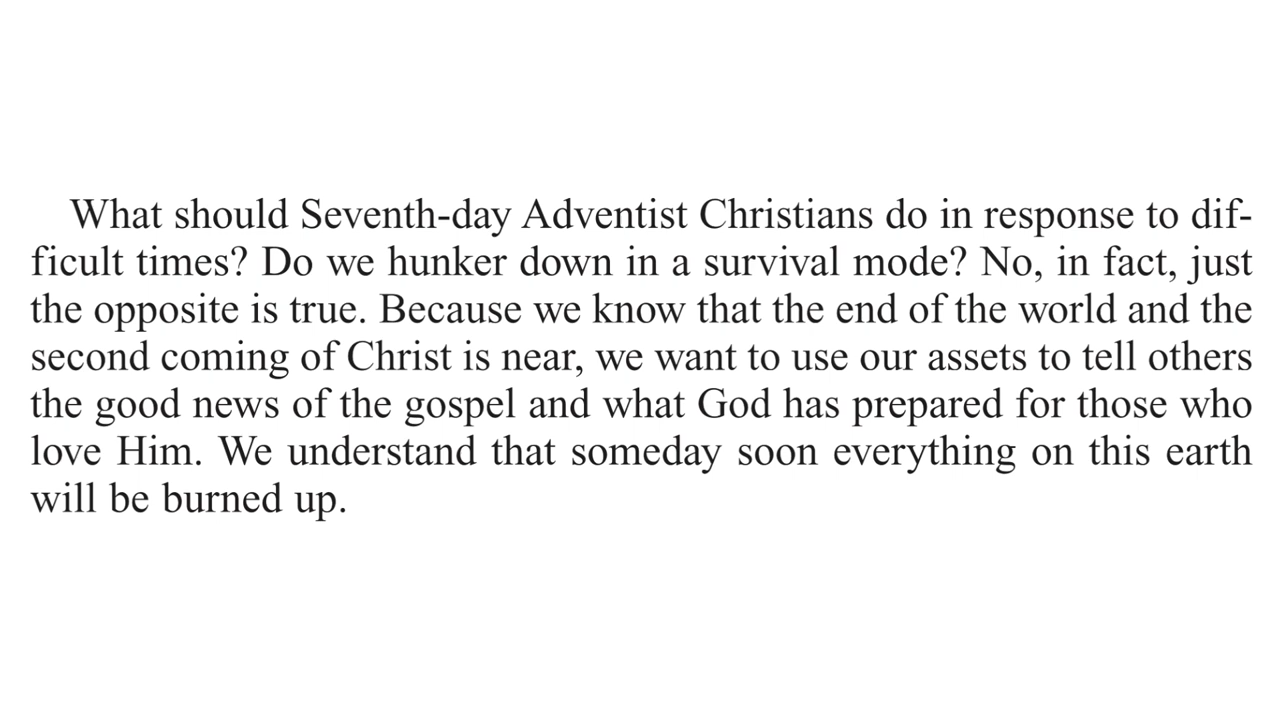 What should Seventh-day Adventist Christians do in response to dif-
ficult times? Do we hunker down in a survival mode? No, in fact, just
the opposite is true. Because we know that the end of the world and the
second coming of Christ is near, we want to use our assets to tell others
the good news of the gospel and what God has prepared for those who
love Him. We understand that someday soon everything on this earth
will be burned up.